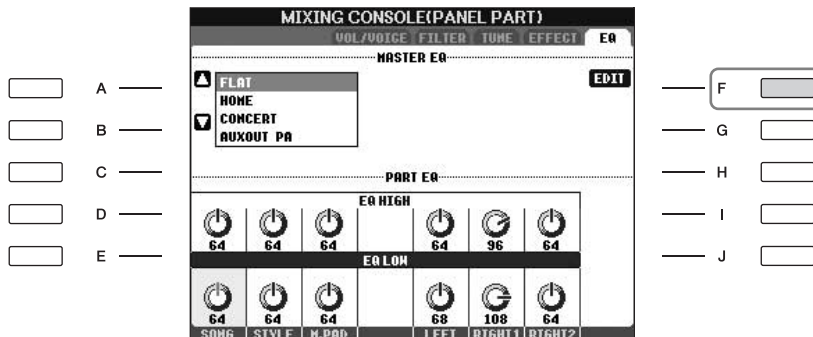 MIXING CONSOLE(PANEL PART)
VOL/VOICE FILTER TUNE EFFECT EQ
MASTER EQ
EDIT
A
FLAT
HOME
CONCERT
AUXOUT PA
F
B
G
C
H
PART EQ
EQ HIGH
D
I
64 64 64 64 96 64
E
J
EQ LOW
64 64 64 68 108 64
SONG STYLE M.PAD LEFT RIGHT1 RIGHT2